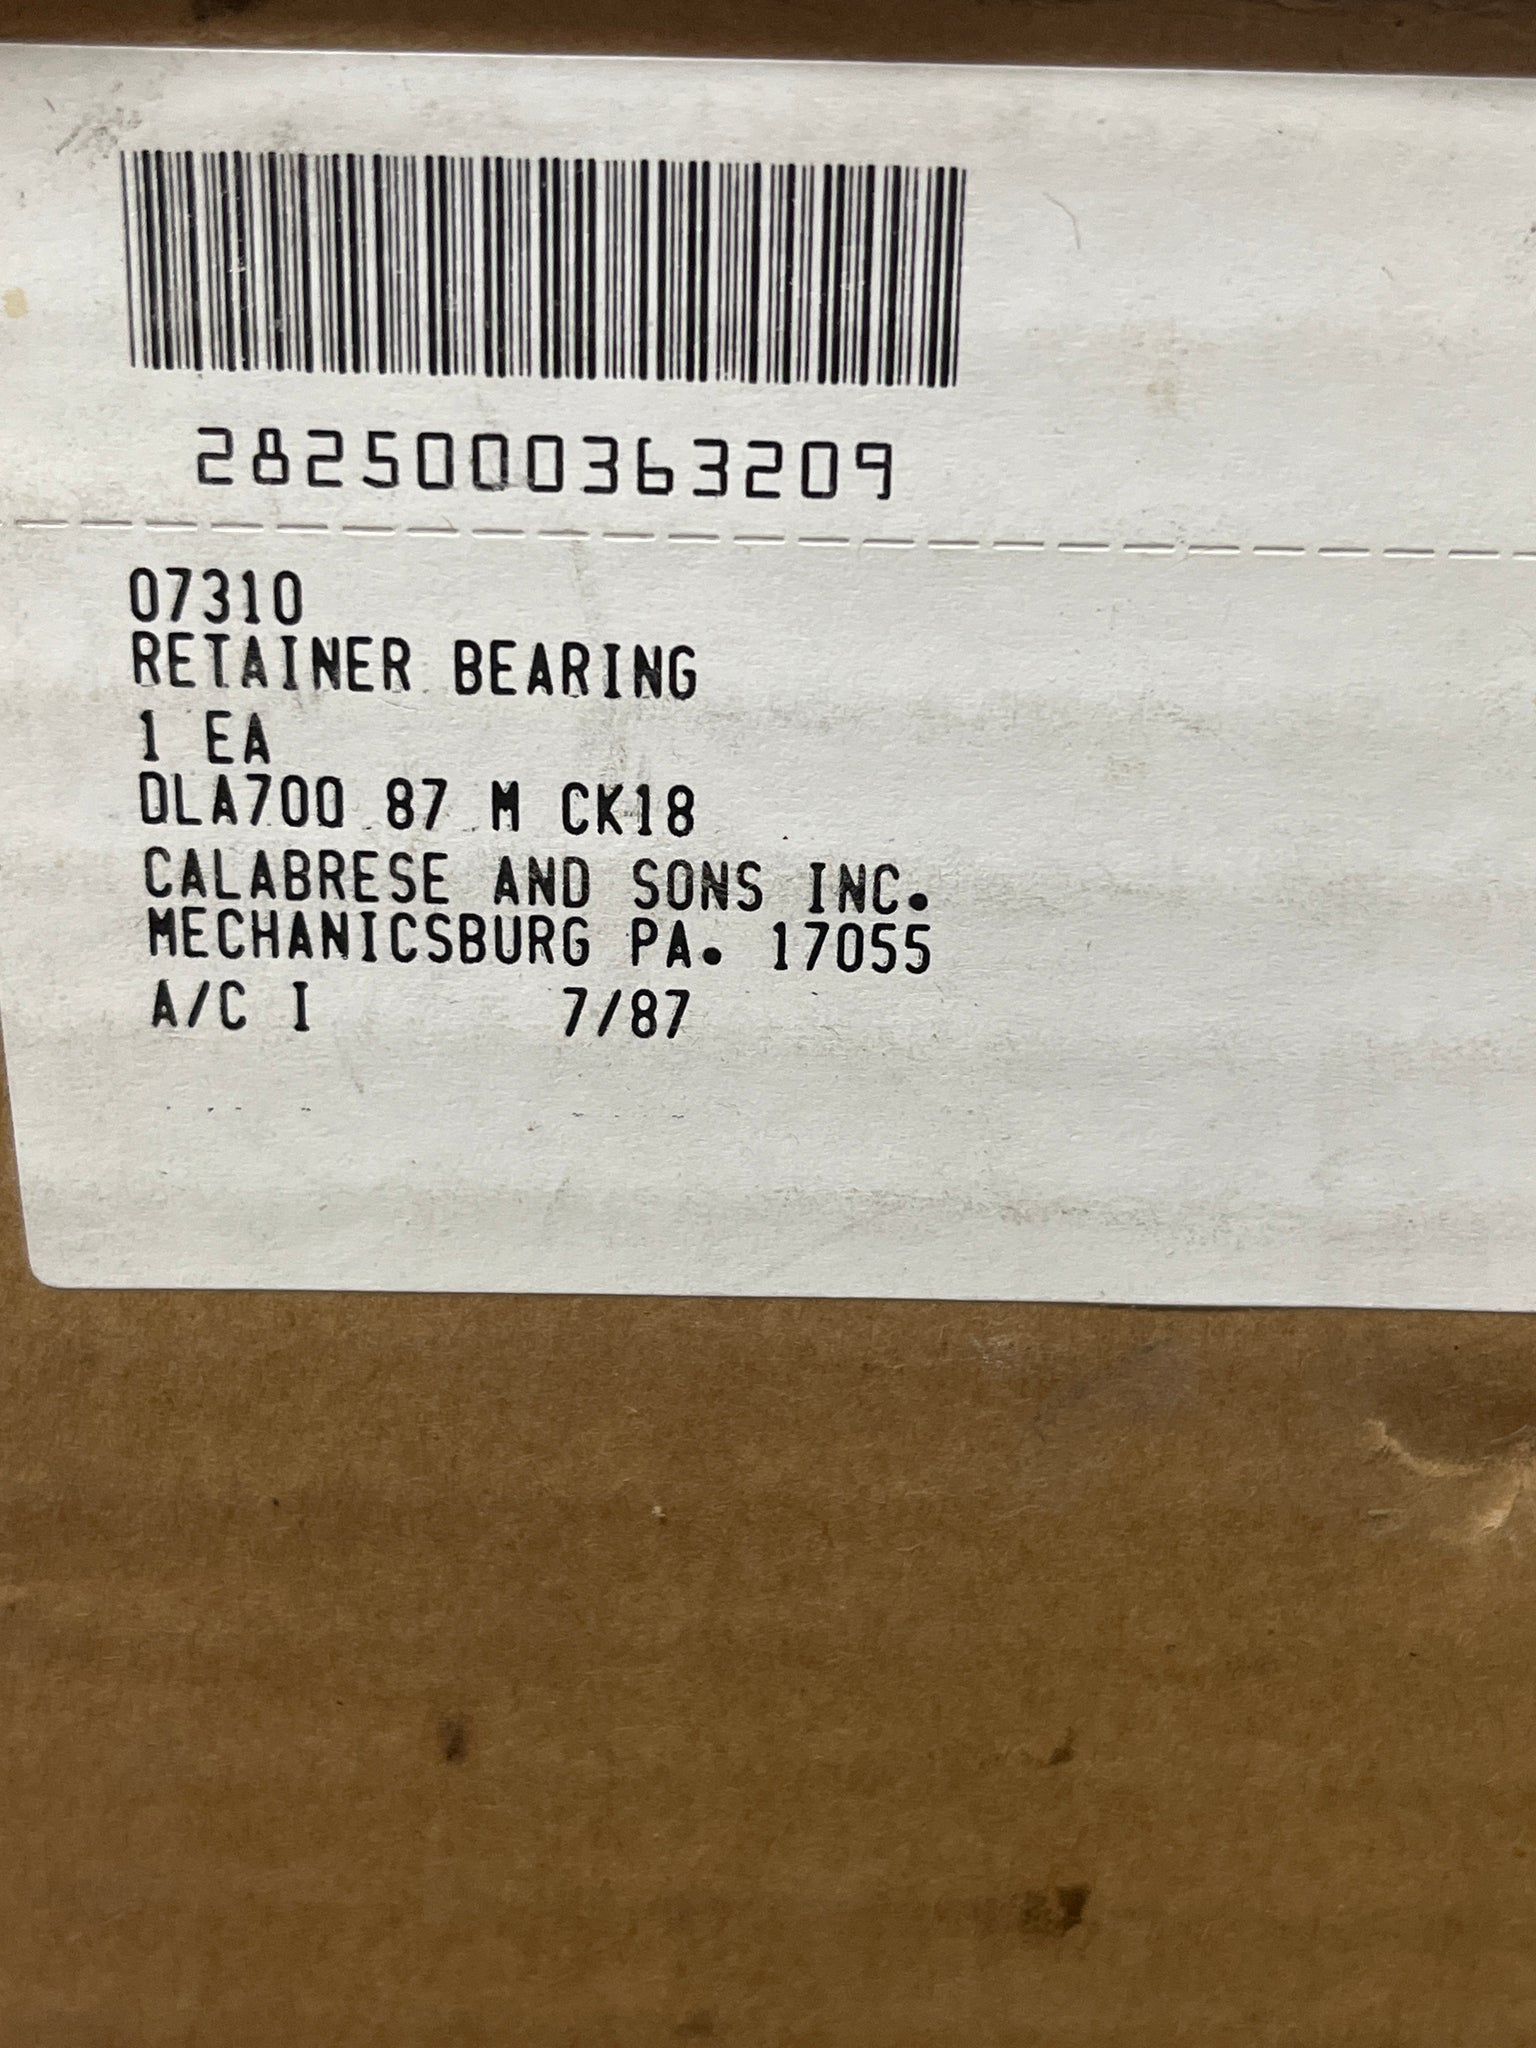 2825000363209
07310
RETAINER BEARING
1 EA
DLA700 87 M CK18
CALABRESE AND SONS INC.
MECHANICSBURG PA. 17055
A/C I 7/87